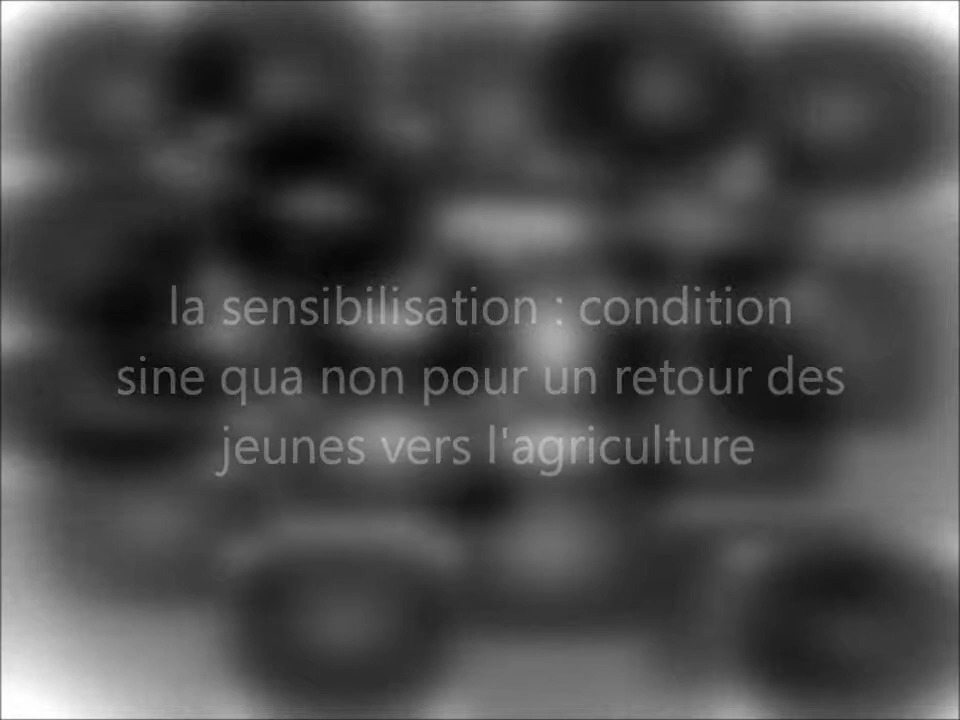 la sensibilisation : condition
sine qua non pour un retour des
jeunes vers l'agriculture